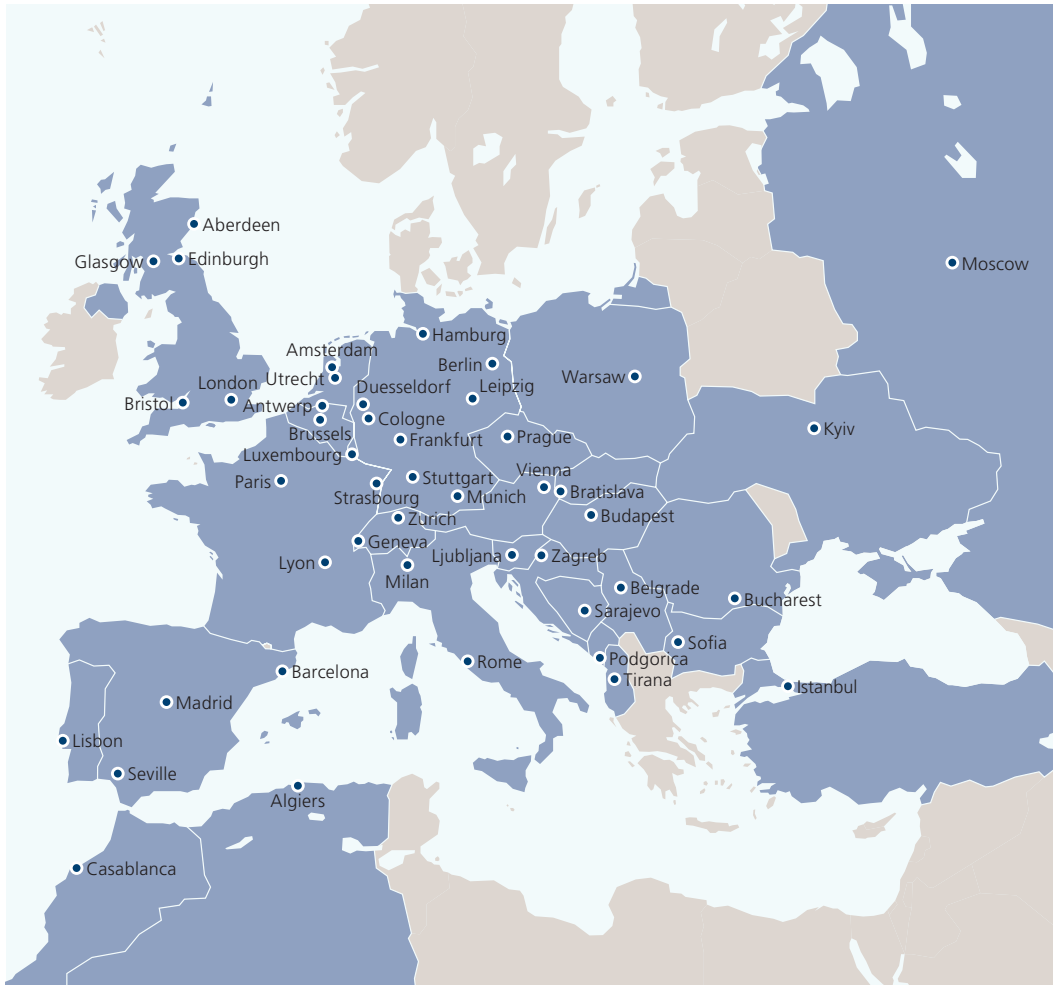 Aberdeen
Glasgow
Edinburgh
Moscow
Hamburg
Amsterdam
Berlin
Utrecht
Duesseldorf
Leipzig
Warsaw
London
Bristol
Antwerp
Cologne
Brussels
Frankfurt
Prague
Kyiv
Luxembourg
Vienna
Paris
Stuttgart
Strasbourg
Munich
Bratislava
Zurich
Budapest
Geneva
Lyon
Ljubljana
Zagreb
Milan
Belgrade
Bucharest
Sarajevo
Sofia
Rome
Podgorica
Barcelona
Tirana
Istanbul
Madrid
Lisbon
Seville
Algiers
Casablanca